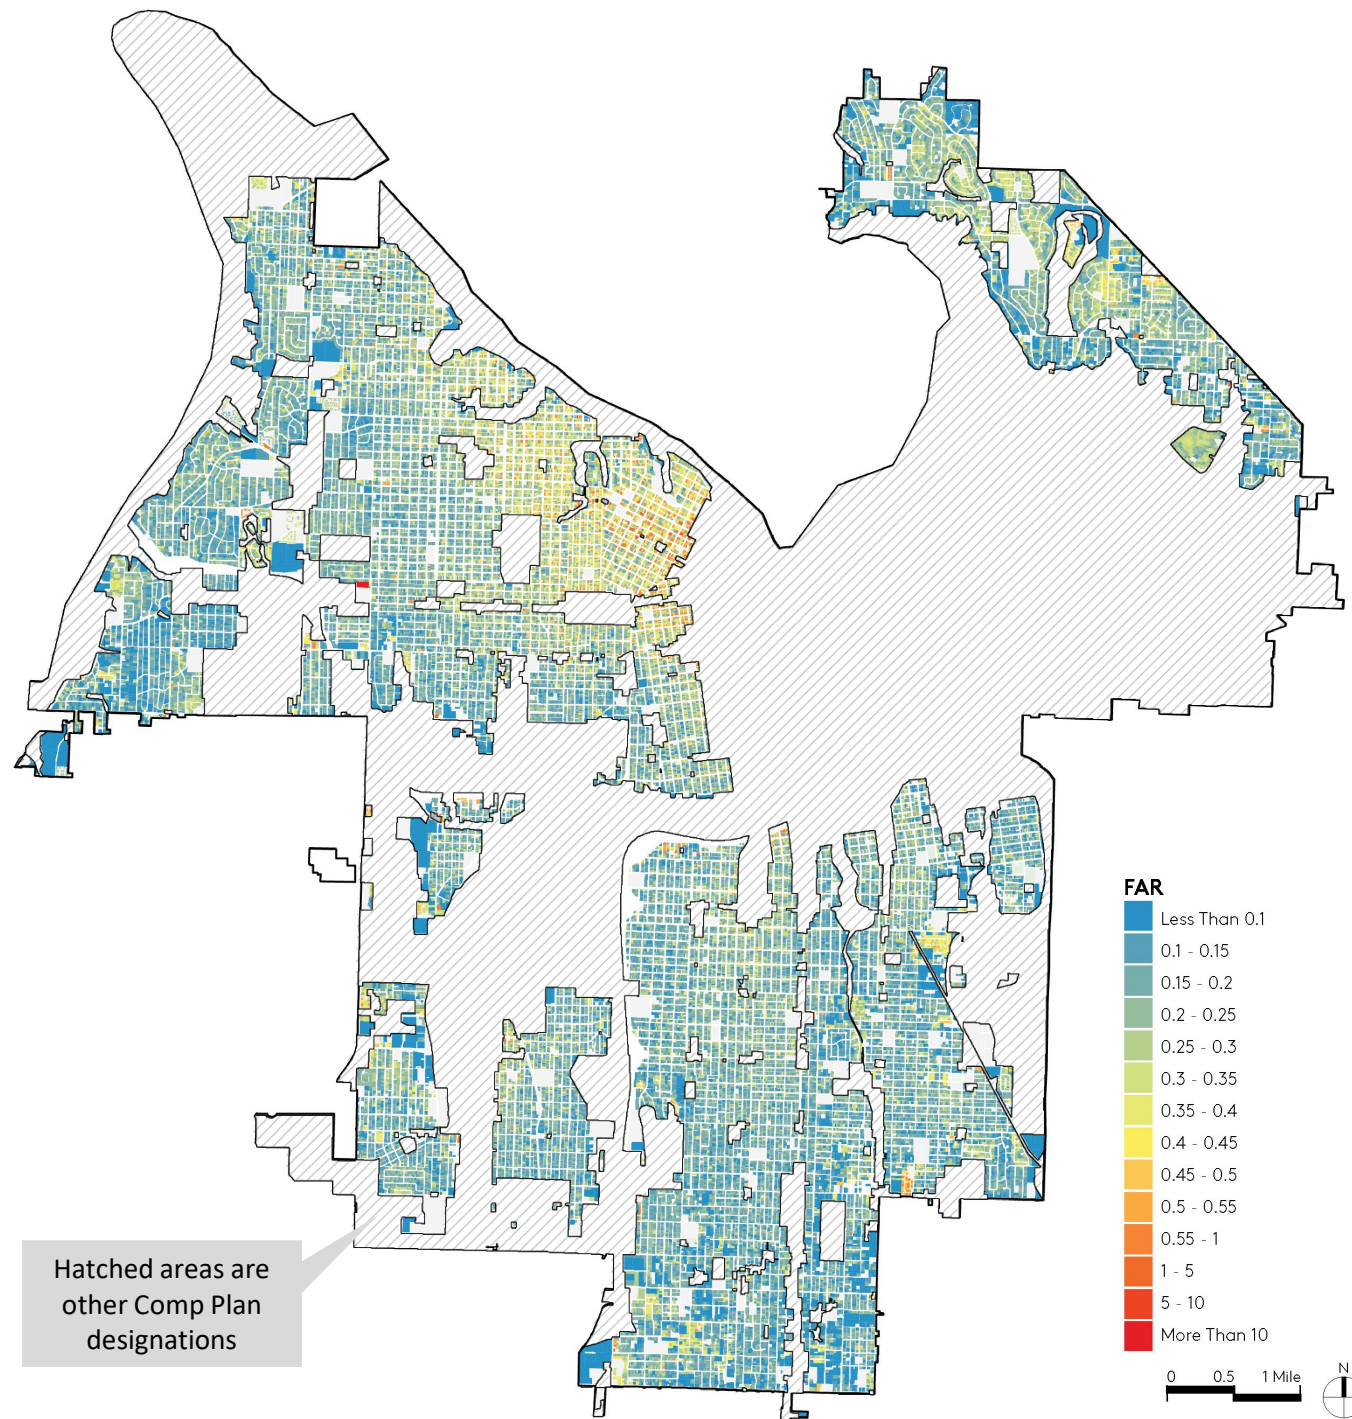 FAR
Less Than 0.1
0.1 - 0.15
0.15 - 0.2
0.2 - 0.25
0.25 - 0.3
0.3 - 0.35
0.35 - 0.4
0.4 - 0.45
0.45 - 0.5
0.5 - 0.55
0.55 - 1
1 - 5
5 - 10
More Than 10
Hatched areas are
other Comp Plan
designations
0 0.5 1 Mile
N